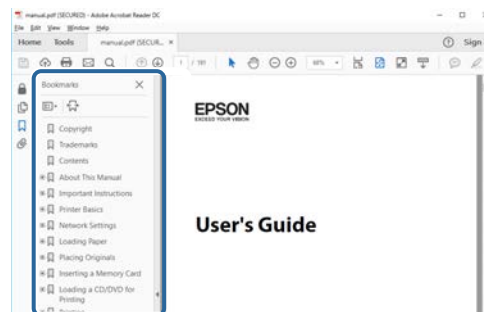 manual.pdf (SECURED) - Adobe Acrobat Reader DC
File Edit View Window Help
Home Tools manual.pdf (SECUR... ×
Sign
1 / 181
Bookmarks
Copyright
Trademarks
Contents
About This Manual
Important Instructions
Printer Basics
Network Settings
Loading Paper
Placing Originals
Inserting a Memory Card
Loading a CD/DVD for
Printing
Printing
EPSON
EXCEED YOUR VISION
User's Guide